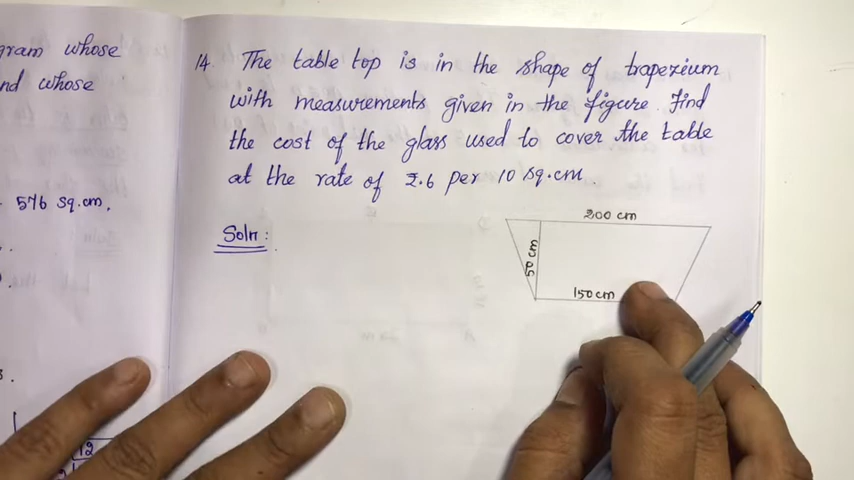 gram whose
nd whose
576 sq.cm,
12
14. The table top is in the shape of trapezium
with measurements given in the figure. Find
the cost of the glass used to cover the table
at the rate of ₹.6 per 10 sq.cm.
Soln:
200 cm
50 cm
150 cm